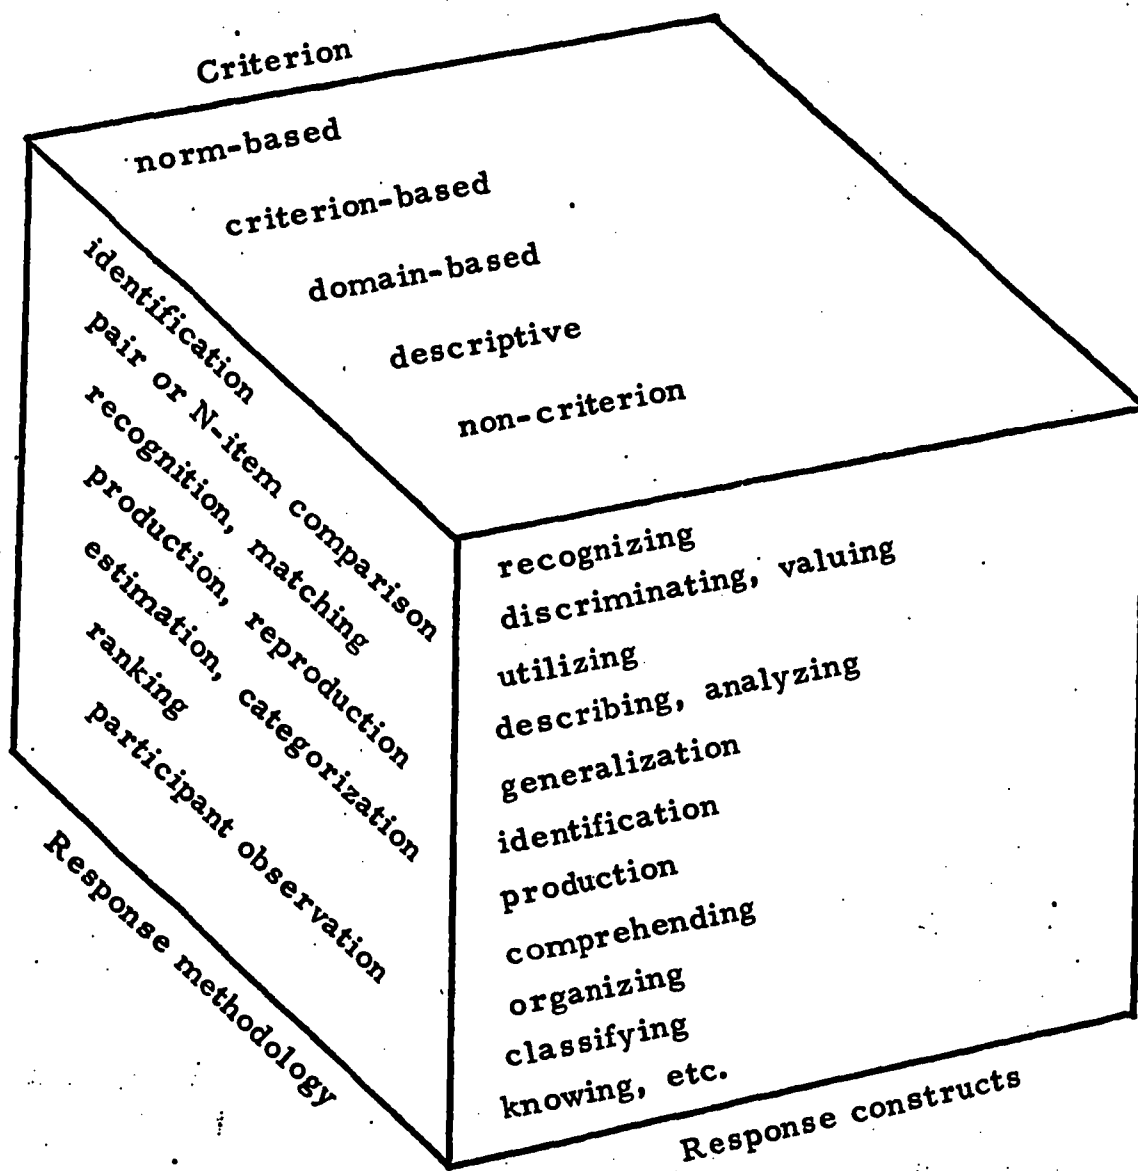 Criterion
norm-based
criterion-based
domain-based
descriptive
non-criterion
identification
pair or N-item comparison
recognition, matching
production, reproduction
estimation, categorization
ranking
participant observation
Response methodology
recognizing
discriminating, valuing
utilizing
describing, analyzing
generalization
identification
production
comprehending
organizing
classifying
knowing, etc.
Response constructs